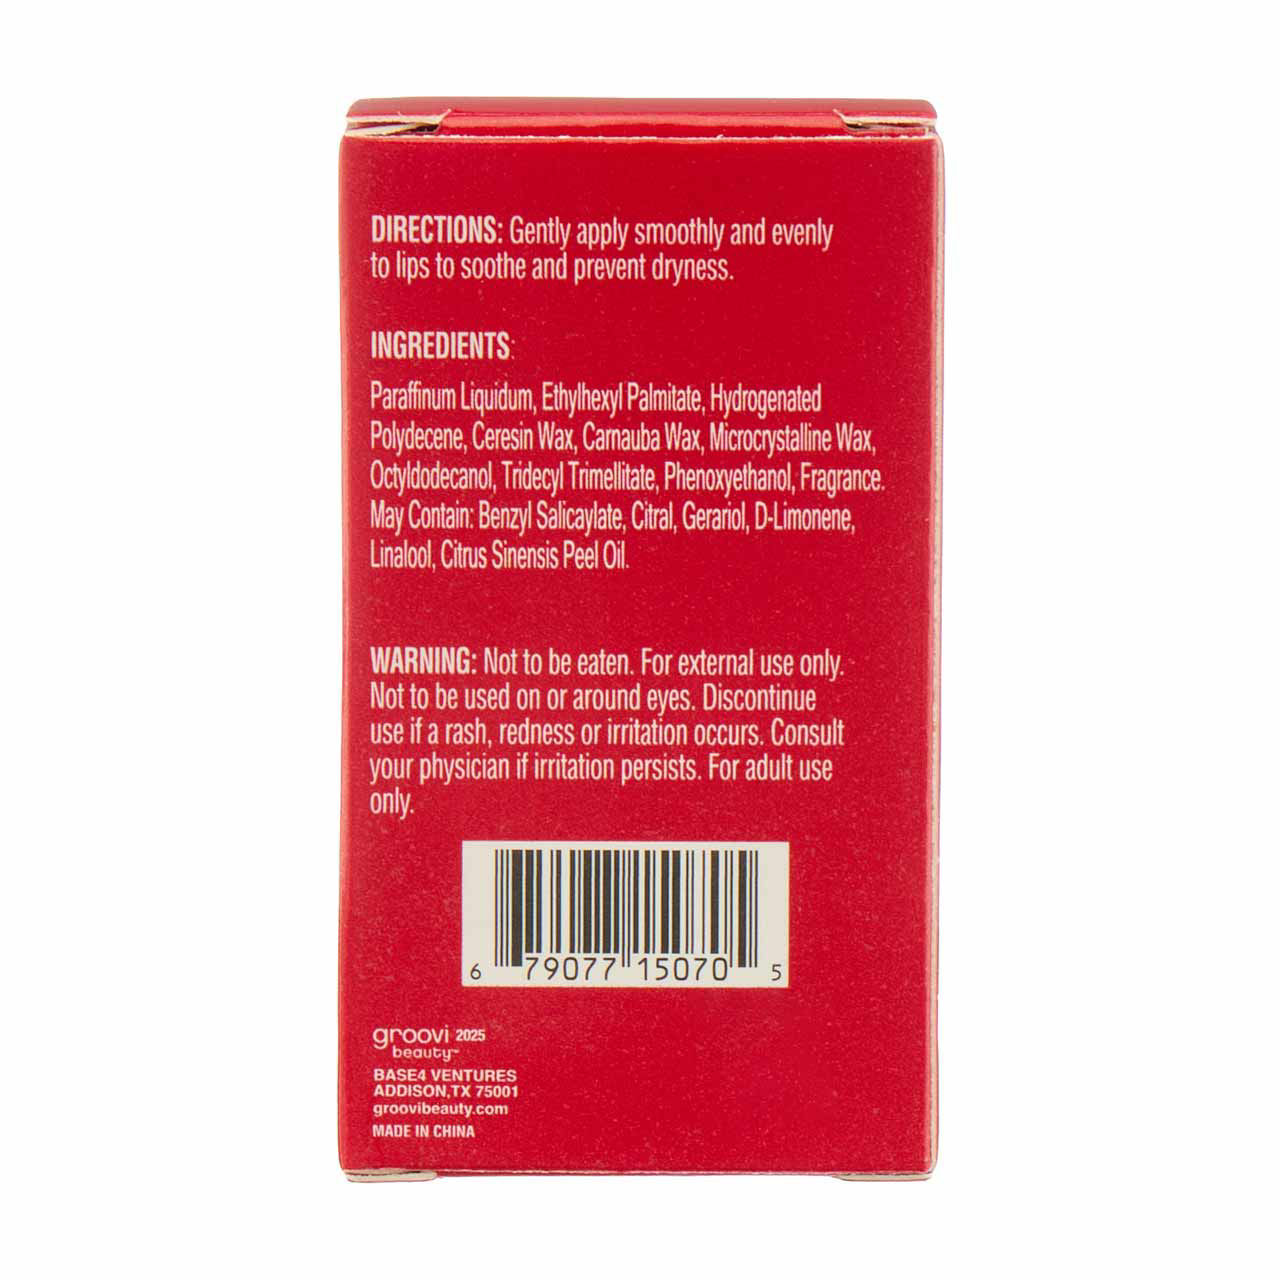 DIRECTIONS: Gently apply smoothly and evenly
to lips to soothe and prevent dryness.
INGREDIENTS:
Paraffinum Liquidum, Ethylhexyl Palmitate, Hydrogenated
Polydecene, Ceresin Wax, Carnauba Wax, Microcrystalline Wax,
Octyldodecanol, Tridecyl Trimellitate, Phenoxyethanol, Fragrance.
May Contain: Benzyl Salicaylate, Citral, Gerariol, D-Limonene,
Linalool, Citrus Sinensis Peel Oil.
WARNING: Not to be eaten. For external use only.
Not to be used on or around eyes. Discontinue
use if a rash, redness or irritation occurs. Consult
your physician if irritation persists. For adult use
only.
6 79077 15070 5
groovi 2025
beauty™
BASE4 VENTURES
ADDISON,TX 75001
groovibeauty.com
MADE IN CHINA